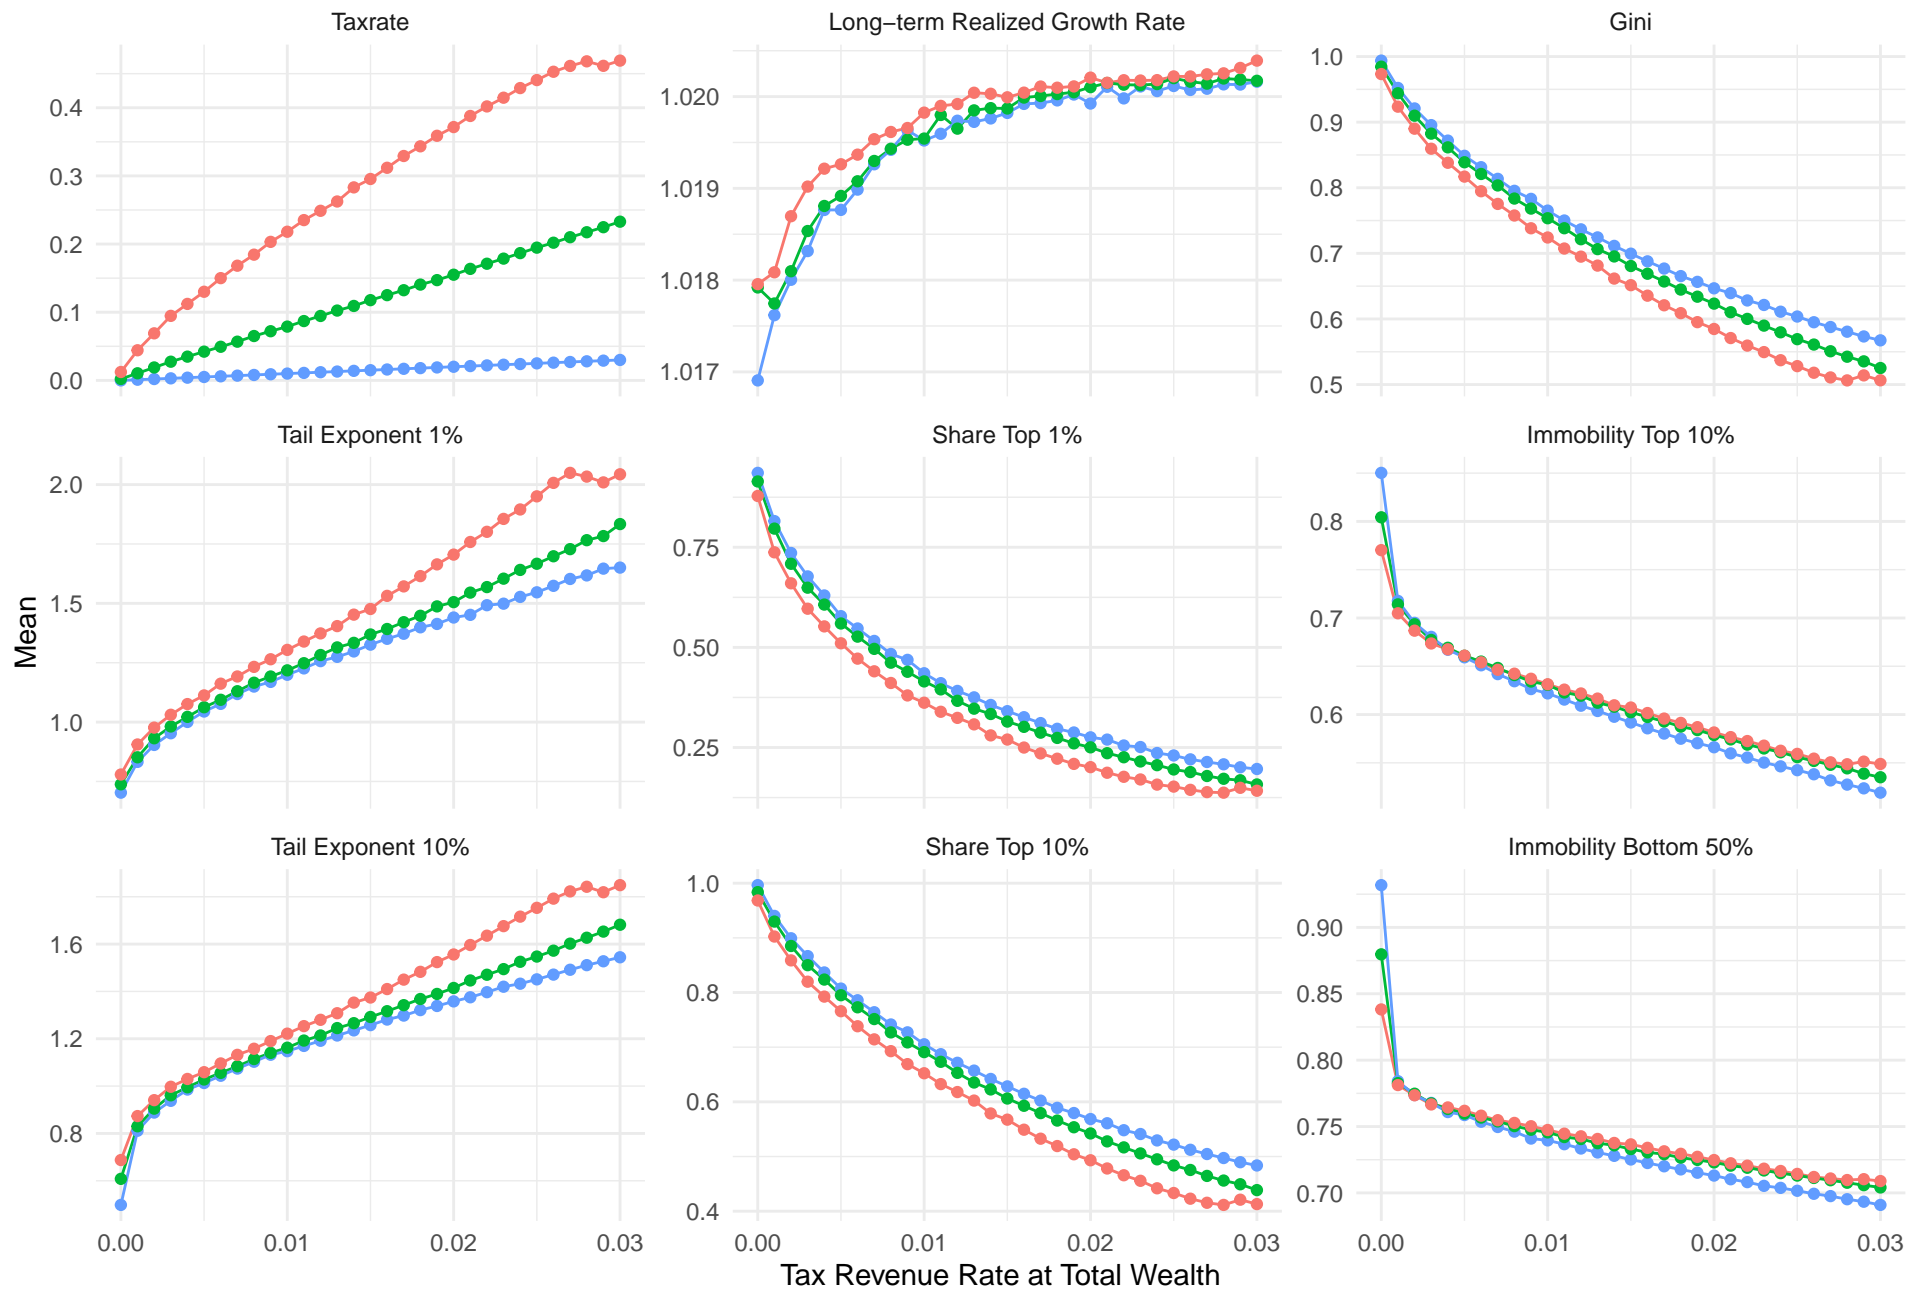 Taxrate
Long−term Realized Growth Rate
Gini
0.4
0.3
0.2
0.1
0.0
1.020
1.019
1.018
1.017
1.0
0.9
0.8
0.7
0.6
0.5
Tail Exponent 1%
Share Top 1%
Immobility Top 10%
2.0
1.5
1.0
0.75
0.50
0.25
0.8
0.7
0.6
Mean
Tail Exponent 10%
Share Top 10%
Immobility Bottom 50%
1.6
1.2
0.8
1.0
0.8
0.6
0.4
0.90
0.85
0.80
0.75
0.70
0.00 0.01 0.02 0.03
0.00 0.01 0.02 0.03
0.00 0.01 0.02 0.03
Tax Revenue Rate at Total Wealth